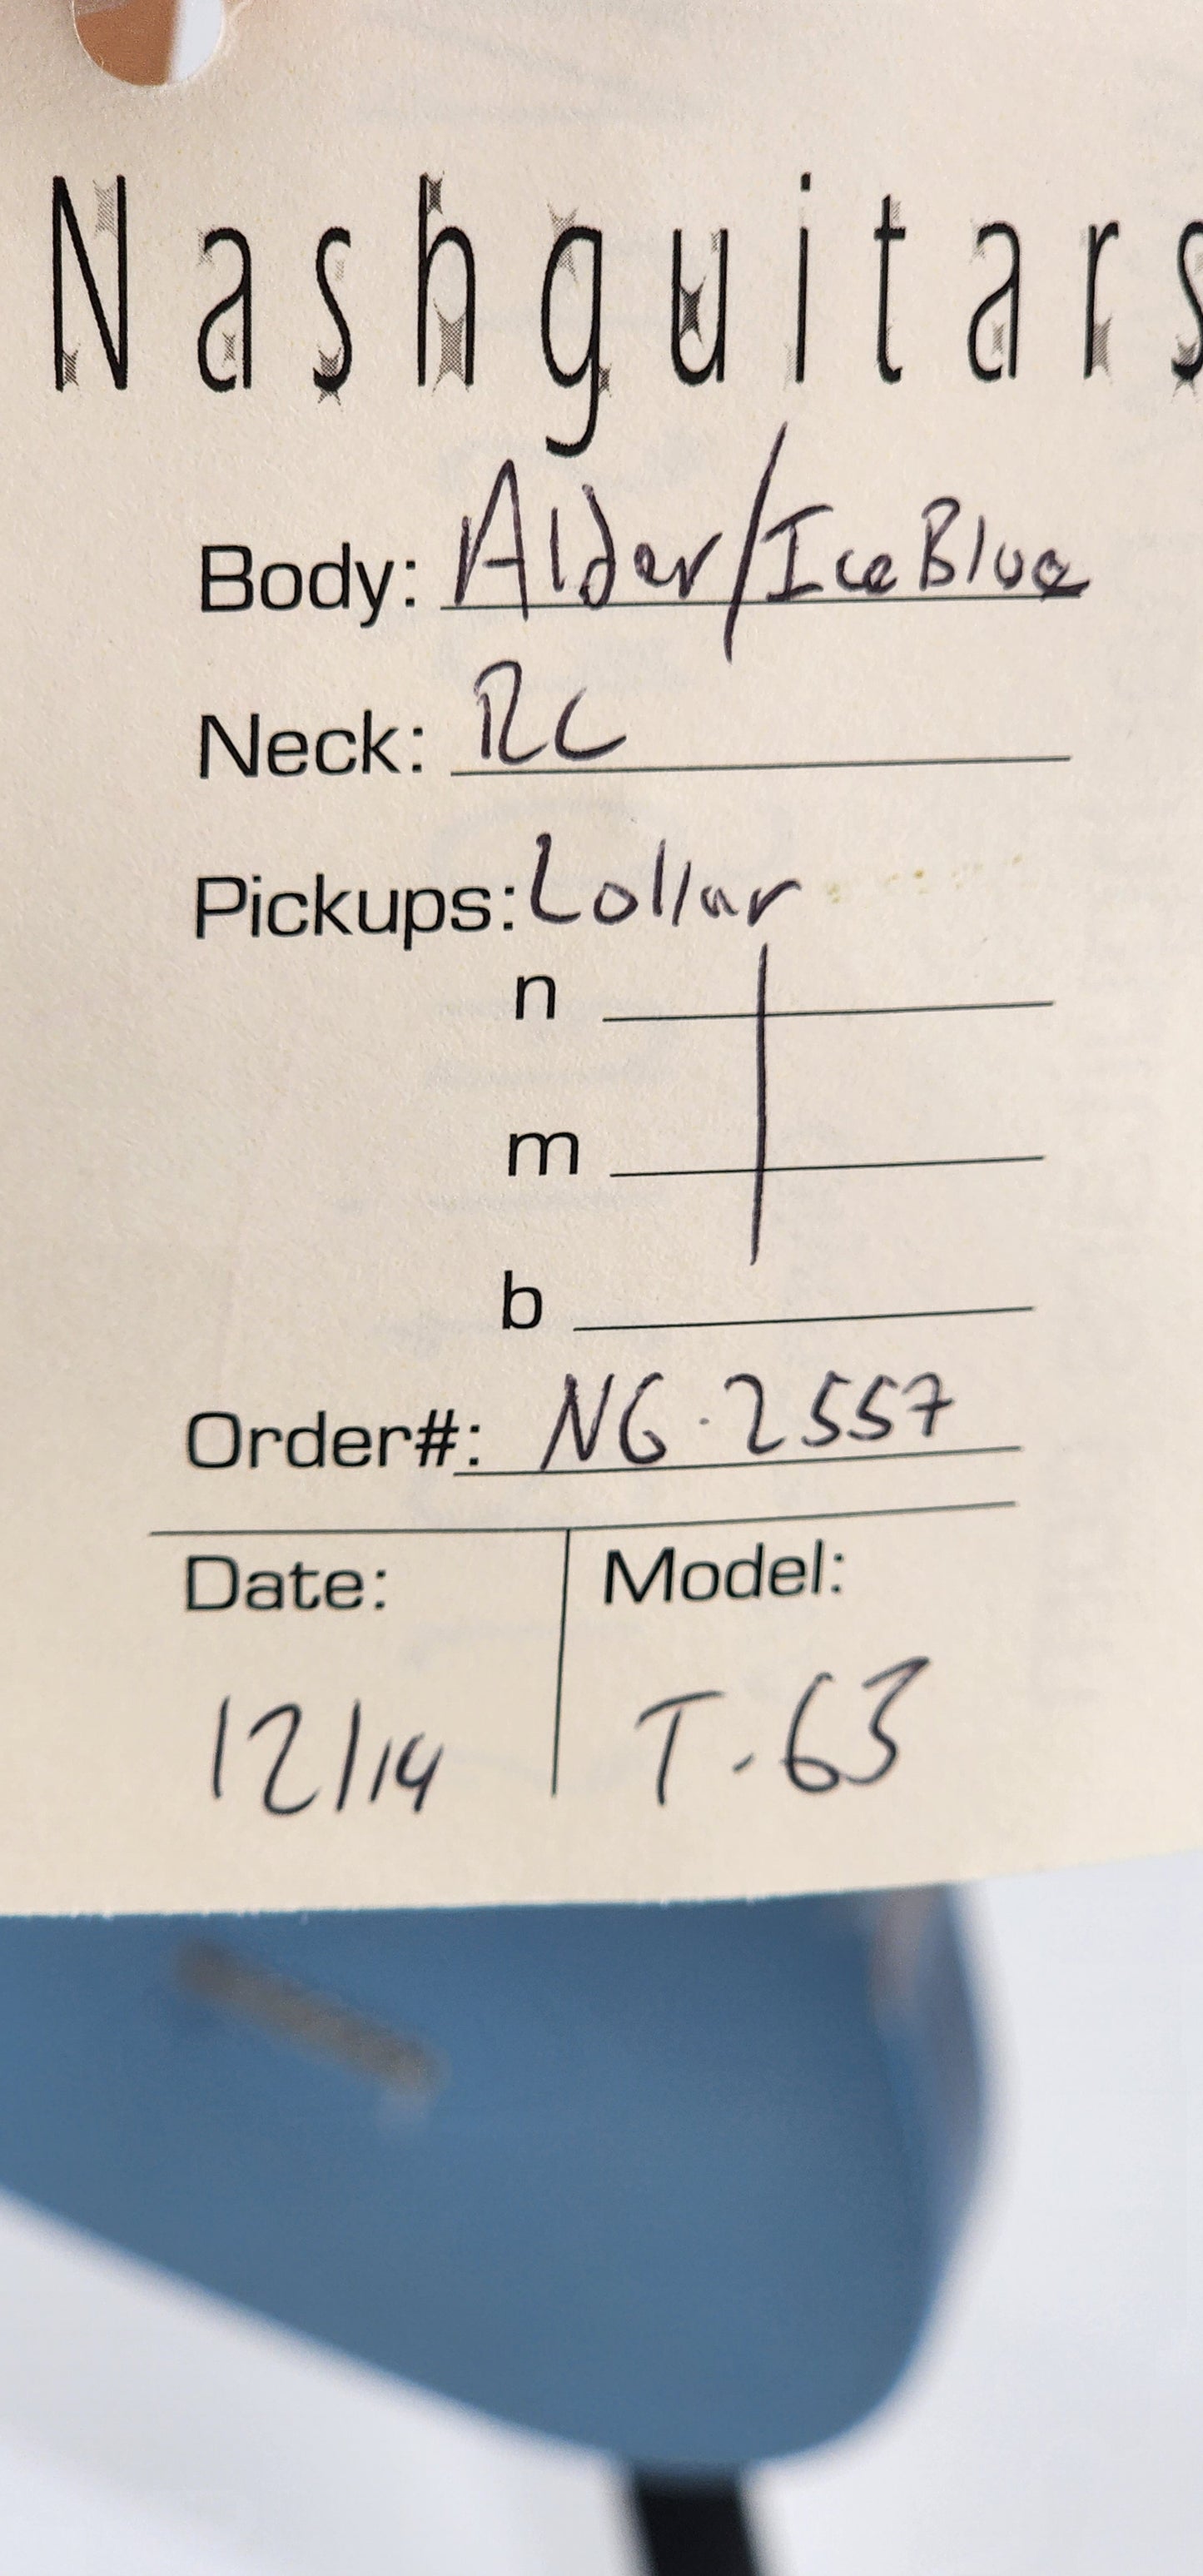 Nashguitars
Body: Alder/Ice Blue
Neck: RC
Pickups: Lollar
n
m
b
Order#: NG-2557
Date: Model:
12/14 T-63